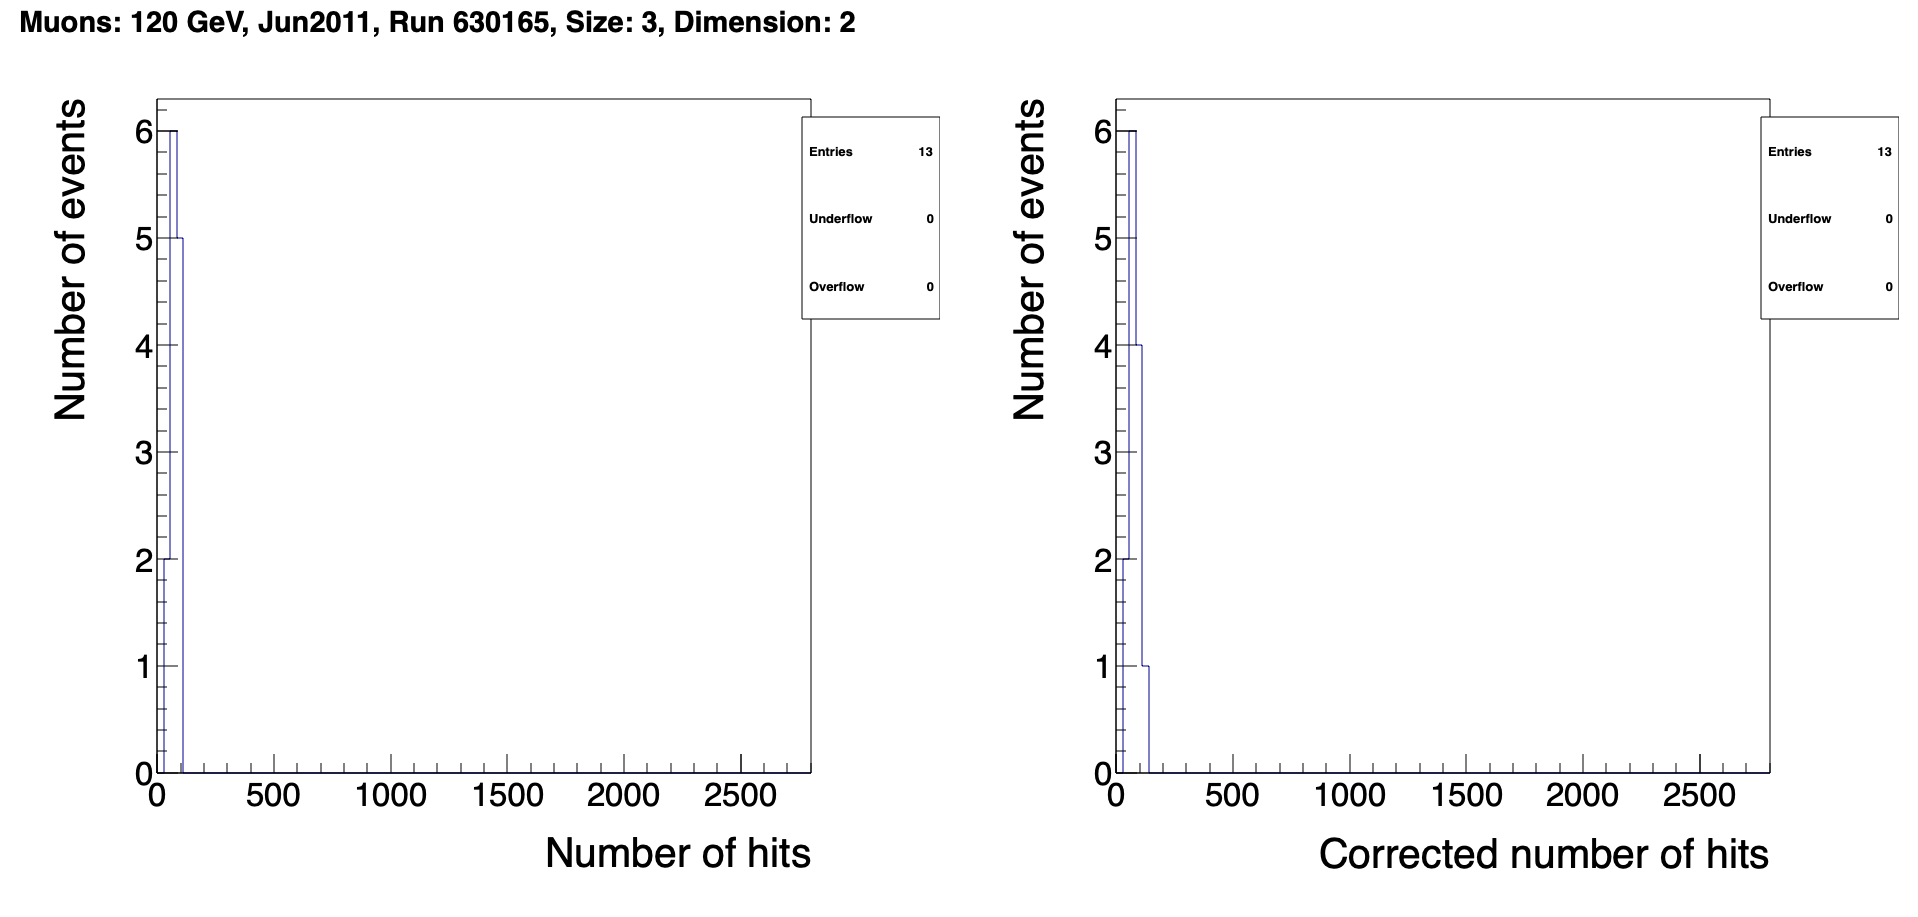 Muons: 120 GeV, Jun2011, Run 630165, Size: 3, Dimension: 2
Number of events
6
5
4
3
2
1
0
0 500 1000 1500 2000 2500
Number of hits
Entries 13
Underflow 0
Overflow 0
Number of events
6
5
4
3
2
1
0
0 500 1000 1500 2000 2500
Corrected number of hits
Entries 13
Underflow 0
Overflow 0